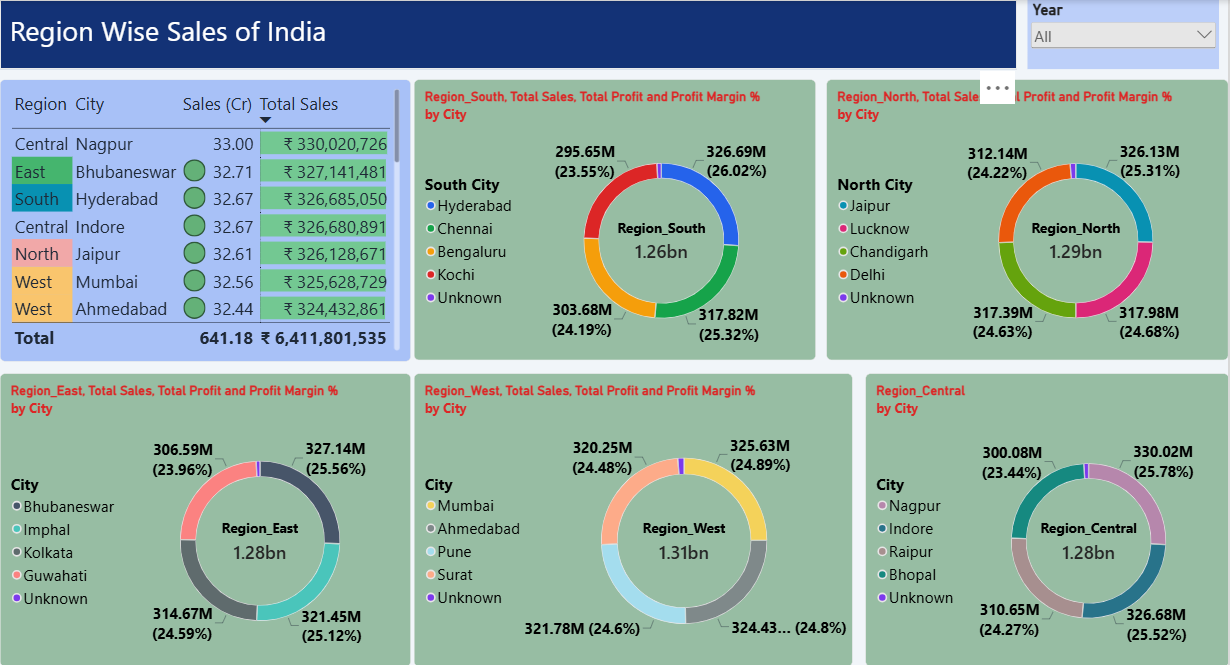 Region Wise Sales of India
Year
All
Region City Sales (Cr) Total Sales
Central Nagpur 33.00 ₹ 330,020,726
East Bhubaneswar 32.71 ₹ 327,141,481
South Hyderabad 32.67 ₹ 326,685,050
Central Indore 32.67 ₹ 326,680,891
North Jaipur 32.61 ₹ 326,128,671
West Mumbai 32.56 ₹ 325,628,729
West Ahmedabad 32.44 ₹ 324,432,861
Total 641.18 ₹ 6,411,801,535
Region_South, Total Sales, Total Profit and Profit Margin %
by City
South City
Hyderabad
Chennai
Bengaluru
Kochi
Unknown
295.65M
(23.55%)
326.69M
(26.02%)
Region_South
1.26bn
303.68M
(24.19%)
317.82M
(25.32%)
Region_North, Total Sale l Profit and Profit Margin %
by City
North City
Jaipur
Lucknow
Chandigarh
Delhi
Unknown
312.14M
(24.22%)
326.13M
(25.31%)
Region_North
1.29bn
317.39M
(24.63%)
317.98M
(24.68%)
Region_East, Total Sales, Total Profit and Profit Margin %
by City
City
Bhubaneswar
Imphal
Kolkata
Guwahati
Unknown
306.59M
(23.96%)
327.14M
(25.56%)
Region_East
1.28bn
314.67M
(24.59%)
321.45M
(25.12%)
Region_West, Total Sales, Total Profit and Profit Margin %
by City
City
Mumbai
Ahmedabad
Pune
Surat
Unknown
320.25M
(24.48%)
325.63M
(24.89%)
Region_West
1.31bn
321.78M (24.6%)
324.43... (24.8%)
Region_Central
by City
City
Nagpur
Indore
Raipur
Bhopal
Unknown
300.08M
(23.44%)
330.02M
(25.78%)
Region_Central
1.28bn
310.65M
(24.27%)
326.68M
(25.52%)